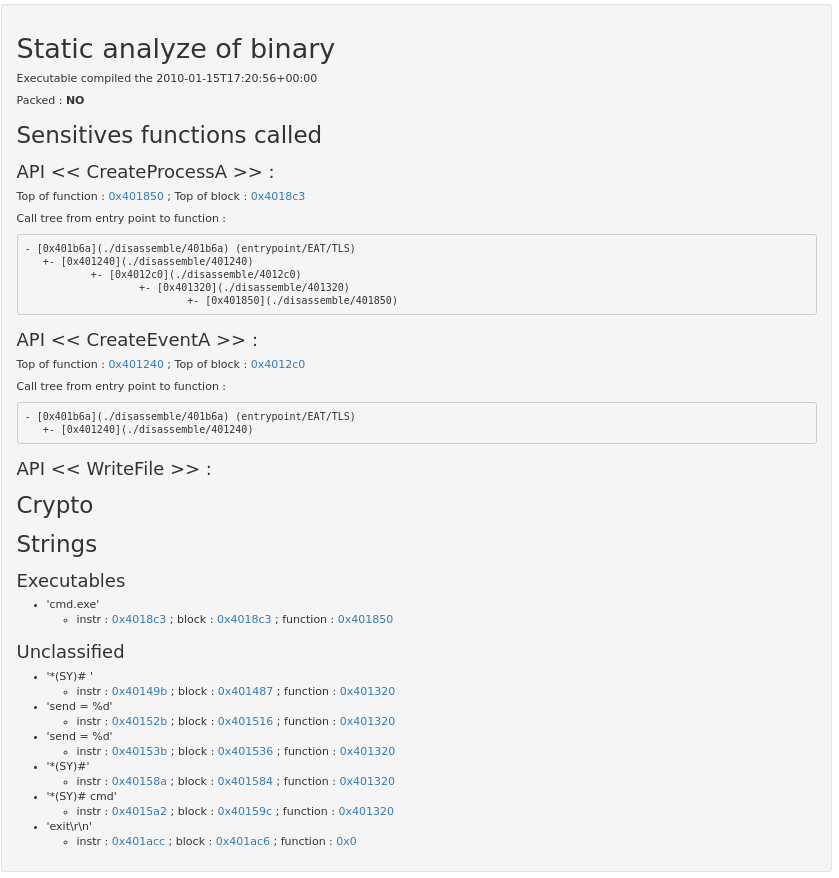 Static analyze of binary
Executable compiled the 2010-01-15T17:20:56+00:00
Packed : NO
Sensitives functions called
API << CreateProcessA >> :
Top of function : 0x401850 ; Top of block : 0x4018c3
Call tree from entry point to function :
- [0x401b6a](./disassemble/401b6a) (entrypoint/EAT/TLS)
+- [0x401240](./disassemble/401240)
+- [0x4012c0](./disassemble/4012c0)
+- [0x401320](./disassemble/401320)
+- [0x401850](./disassemble/401850)
API << CreateEventA >> :
Top of function : 0x401240 ; Top of block : 0x4012c0
Call tree from entry point to function :
- [0x401b6a](./disassemble/401b6a) (entrypoint/EAT/TLS)
+- [0x401240](./disassemble/401240)
API << WriteFile >> :
Crypto
Strings
Executables
• 'cmd.exe'
◦ instr : 0x4018c3 ; block : 0x4018c3 ; function : 0x401850
Unclassified
• '*(SY)# '
◦ instr : 0x40149b ; block : 0x401487 ; function : 0x401320
• 'send = %d'
◦ instr : 0x40152b ; block : 0x401516 ; function : 0x401320
• 'send = %d'
◦ instr : 0x40153b ; block : 0x401536 ; function : 0x401320
• '*(SY)#'
◦ instr : 0x40158a ; block : 0x401584 ; function : 0x401320
• '*(SY)# cmd'
◦ instr : 0x4015a2 ; block : 0x40159c ; function : 0x401320
• 'exit\r\n'
◦ instr : 0x401acc ; block : 0x401ac6 ; function : 0x0